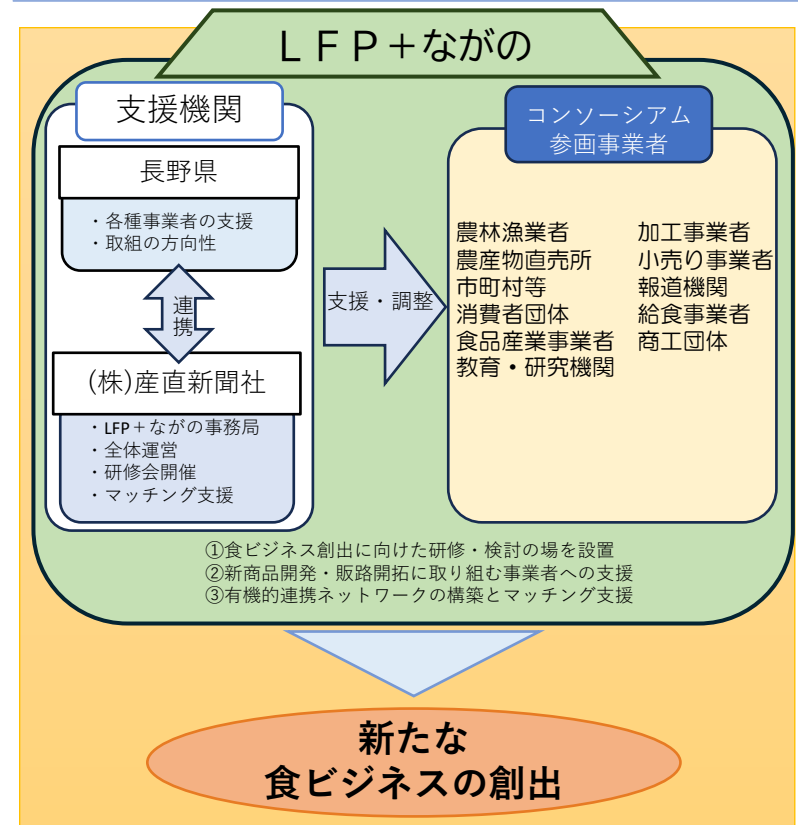 LFP+ながの
支援機関
長野県
・各種事業者の支援
・取組の方向性
連携
(株)産直新聞社
・LFP+ながの事務局
・全体運営
・研修会開催
・マッチング支援
支援・調整
コンソーシアム
参画事業者
農林漁業者
農産物直売所
市町村等
消費者団体
食品産業事業者
教育・研究機関
加工事業者
小売り事業者
報道機関
給食事業者
商工団体
①食ビジネス創出に向けた研修・検討の場を設置
②新商品開発・販路開拓に取り組む事業者への支援
③有機的連携ネットワークの構築とマッチング支援
新たな
食ビジネスの創出